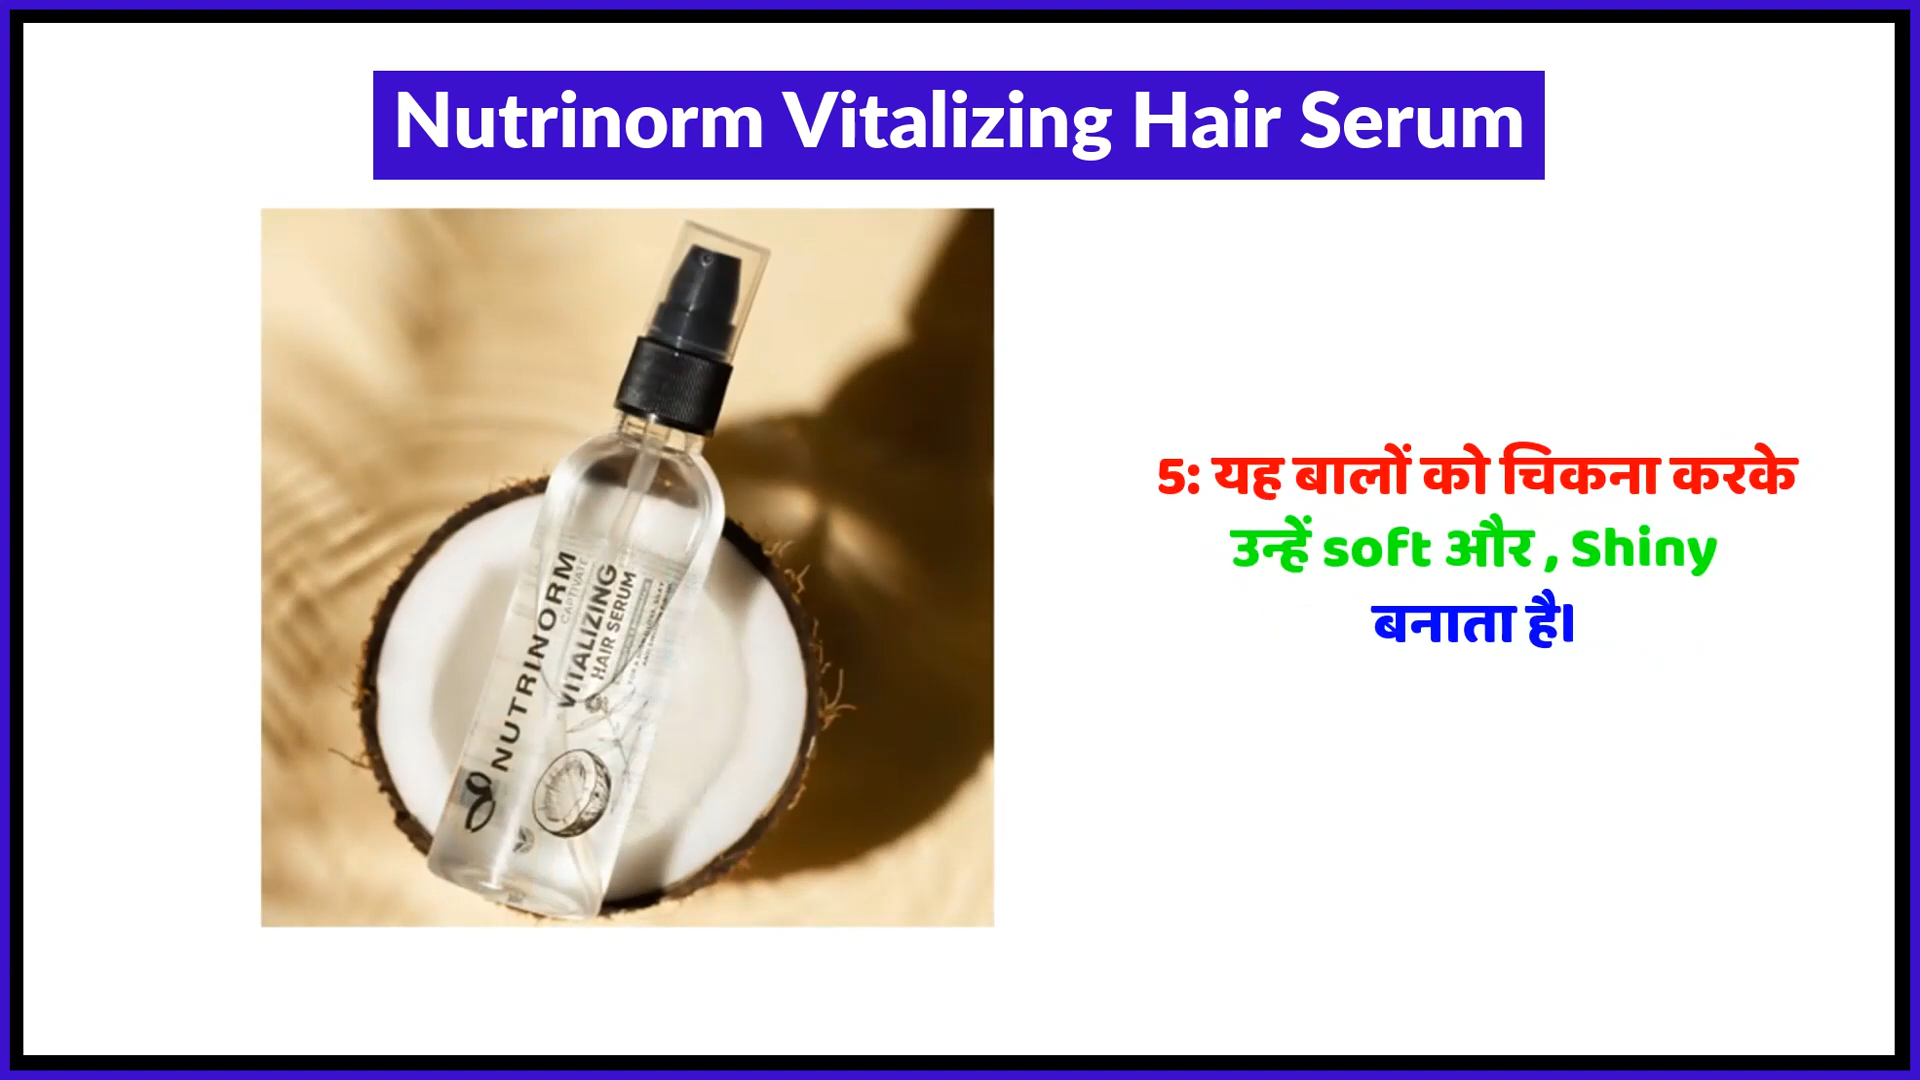 Nutrinorm Vitalizing Hair Serum
5: यह बालों को चिकना करके
उन्हें soft और , Shiny
बनाता है।
NUTRINORM
CAPTIVATE
VITALIZING
HAIR SERUM